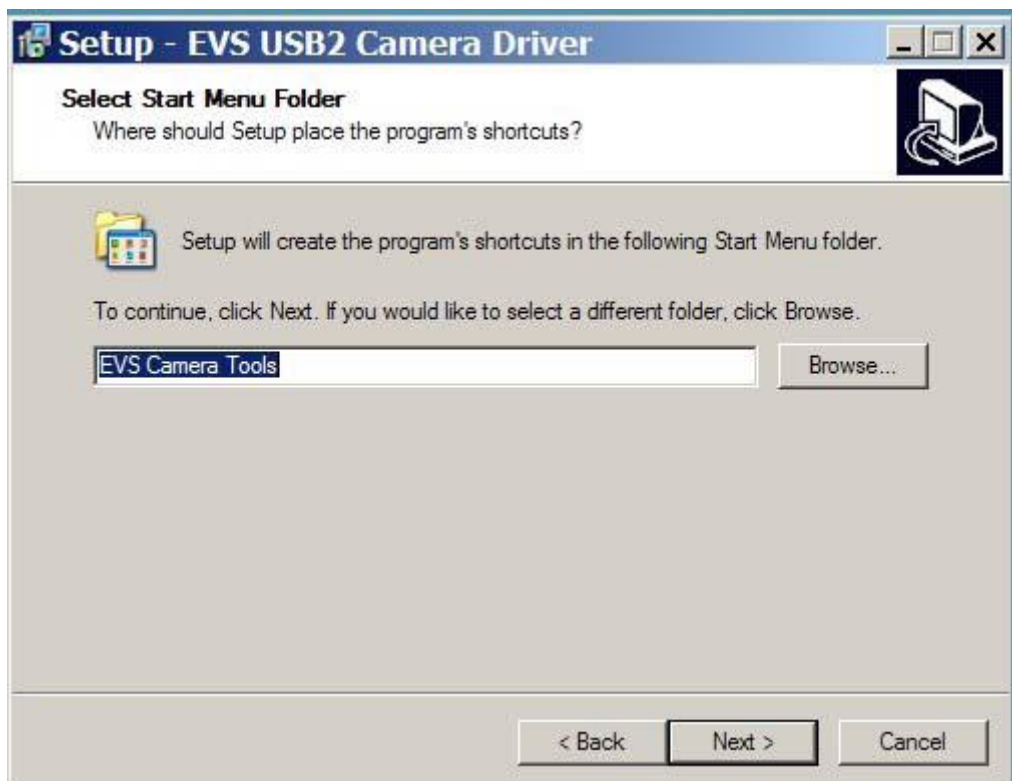 Setup - EVS USB2 Camera Driver
Select Start Menu Folder
Where should Setup place the program's shortcuts?
Setup will create the program's shortcuts in the following Start Menu folder.
To continue, click Next. If you would like to select a different folder, click Browse.
EVS Camera Tools
Browse...
< Back
Next >
Cancel